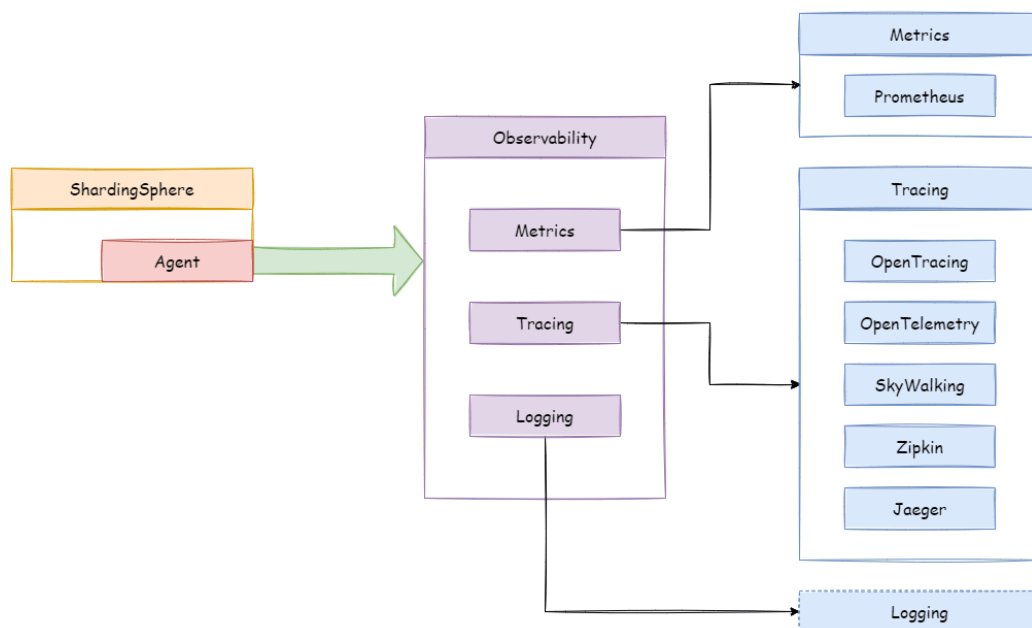 ShardingSphere
Agent
Observability
Metrics
Tracing
Logging
Metrics
Prometheus
Tracing
OpenTracing
OpenTelemetry
SkyWalking
Zipkin
Jaeger
Logging